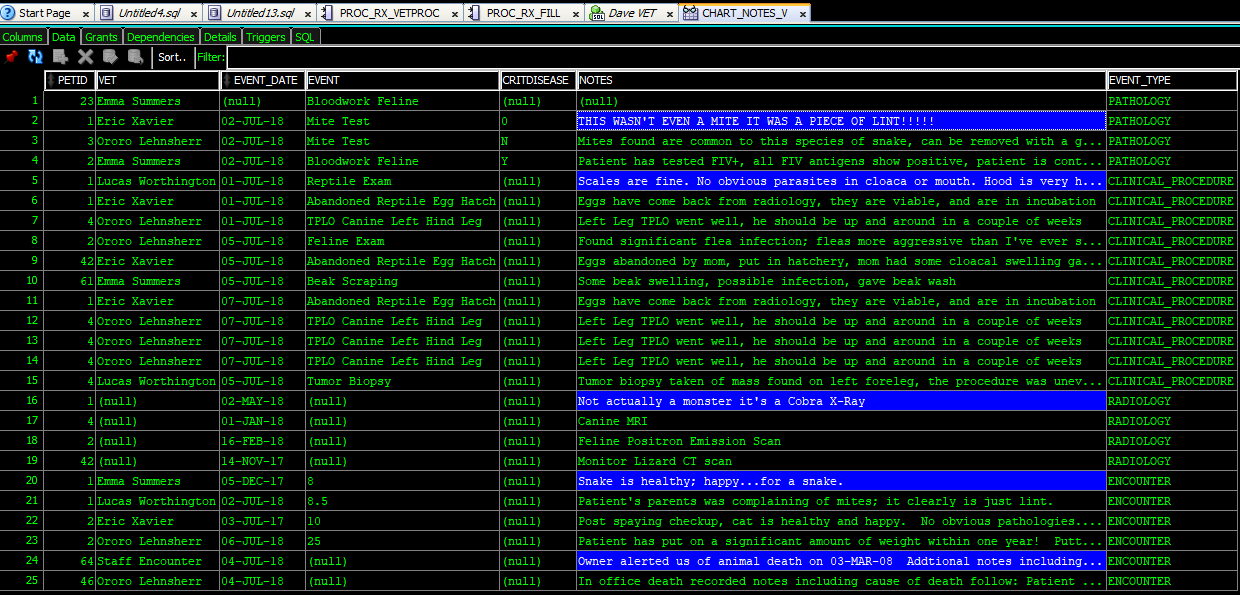 Start Page Untitled4.sql Untitled13.sql PROC_RX_VETPROC PROC_RX_FILL Dave VET CHART_NOTES_V
Columns Data Grants Dependencies Details Triggers SQL
Sort.. Filter:
PETID VET EVENT_DATE EVENT CRITDISEASE NOTES EVENT_TYPE
1 23 Emma Summers (null) Bloodwork Feline (null) (null) PATHOLOGY
2 1 Eric Xavier 02-JUL-18 Mite Test 0 THIS WASN'T EVEN A MITE IT WAS A PIECE OF LINT!!!!! PATHOLOGY
3 3 Ororo Lehnsherr 02-JUL-18 Mite Test N Mites found are common to this species of snake, can be removed with a g... PATHOLOGY
4 2 Emma Summers 02-JUL-18 Bloodwork Feline Y Patient has tested FIV+, all FIV antigens show positive, patient is cont... PATHOLOGY
5 1 Lucas Worthington 01-JUL-18 Reptile Exam (null) Scales are fine. No obvious parasites in cloaca or mouth. Hood is very h... CLINICAL_PROCEDURE
6 1 Eric Xavier 01-JUL-18 Abandoned Reptile Egg Hatch (null) Eggs have come back from radiology, they are viable, and are in incubation CLINICAL_PROCEDURE
7 4 Ororo Lehnsherr 01-JUL-18 TPLO Canine Left Hind Leg (null) Left Leg TPLO went well, he should be up and around in a couple of weeks CLINICAL_PROCEDURE
8 2 Ororo Lehnsherr 05-JUL-18 Feline Exam (null) Found significant flea infection; fleas more aggressive than I've ever s... CLINICAL_PROCEDURE
9 42 Eric Xavier 05-JUL-18 Abandoned Reptile Egg Hatch (null) Eggs abandoned by mom, put in hatchery, mom had some cloacal swelling ga... CLINICAL_PROCEDURE
10 61 Emma Summers 05-JUL-18 Beak Scraping (null) Some beak swelling, possible infection, gave beak wash CLINICAL_PROCEDURE
11 1 Eric Xavier 07-JUL-18 Abandoned Reptile Egg Hatch (null) Eggs have come back from radiology, they are viable, and are in incubation CLINICAL_PROCEDURE
12 4 Ororo Lehnsherr 07-JUL-18 TPLO Canine Left Hind Leg (null) Left Leg TPLO went well, he should be up and around in a couple of weeks CLINICAL_PROCEDURE
13 4 Ororo Lehnsherr 07-JUL-18 TPLO Canine Left Hind Leg (null) Left Leg TPLO went well, he should be up and around in a couple of weeks CLINICAL_PROCEDURE
14 4 Ororo Lehnsherr 07-JUL-18 TPLO Canine Left Hind Leg (null) Left Leg TPLO went well, he should be up and around in a couple of weeks CLINICAL_PROCEDURE
15 4 Lucas Worthington 05-JUL-18 Tumor Biopsy (null) Tumor biopsy taken of mass found on left foreleg, the procedure was unev... CLINICAL_PROCEDURE
16 1 (null) 02-MAY-18 (null) (null) Not actually a monster it's a Cobra X-Ray RADIOLOGY
17 4 (null) 01-JAN-18 (null) (null) Canine MRI RADIOLOGY
18 2 (null) 16-FEB-18 (null) (null) Feline Positron Emission Scan RADIOLOGY
19 42 (null) 14-NOV-17 (null) (null) Monitor Lizard CT scan RADIOLOGY
20 1 Emma Summers 05-DEC-17 8 (null) Snake is healthy; happy...for a snake. ENCOUNTER
21 1 Lucas Worthington 02-JUL-18 8.5 (null) Patient's parents was complaining of mites; it clearly is just lint. ENCOUNTER
22 2 Eric Xavier 03-JUL-17 10 (null) Post spaying checkup, cat is healthy and happy. No obvious pathologies.... ENCOUNTER
23 2 Ororo Lehnsherr 06-JUL-18 25 (null) Patient has put on a significant amount of weight within one year! Putt... ENCOUNTER
24 64 Staff Encounter 04-JUL-18 (null) (null) Owner alerted us of animal death on 03-MAR-08 Addtional notes including... ENCOUNTER
25 46 Ororo Lehnsherr 04-JUL-18 (null) (null) In office death recorded notes including cause of death follow: Patient ... ENCOUNTER